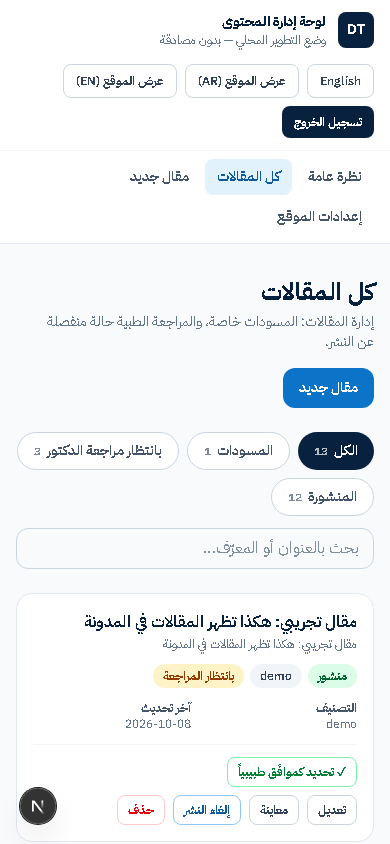 DT
لوحة إدارة المحتوى
وضع التطوير المحلي — بدون مصادقة
English
عرض الموقع (AR)
عرض الموقع (EN)
تسجيل الخروج
نظرة عامة
كل المقالات
مقال جديد
إعدادات الموقع
كل المقالات
إدارة المقالات: المسودات خاصة، والمراجعة الطبية حالة منفصلة
عن النشر.
مقال جديد
الكل 13
المسودات 1
بانتظار مراجعة الدكتور 3
المنشورة 12
بحث بالعنوان أو المعرّف...
مقال تجريبي: هكذا تظهر المقالات في المدونة
مقال تجريبي: هكذا تظهر المقالات في المدونة
منشور
demo
بانتظار المراجعة
التصنيف
آخر تحديث
demo
2026-10-08
✓ تحديد كموافَق طبيبياً
تعديل
معاينة
إلغاء النشر
حذف
N